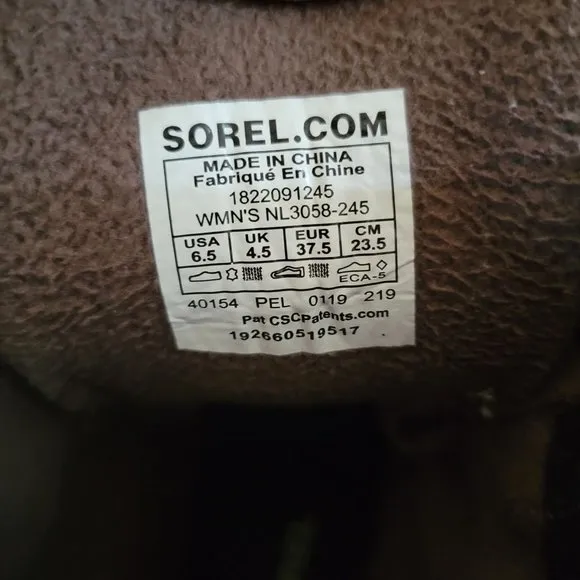 SOREL.COM
MADE IN CHINA
Fabriqué En Chine
1822091245
WMN'S NL3058-245
USA UK EUR CM
6.5 4.5 37.5 23.5
ECA-5
40154 PEL 0119 219
Pat CSCPatents.com
192660519517